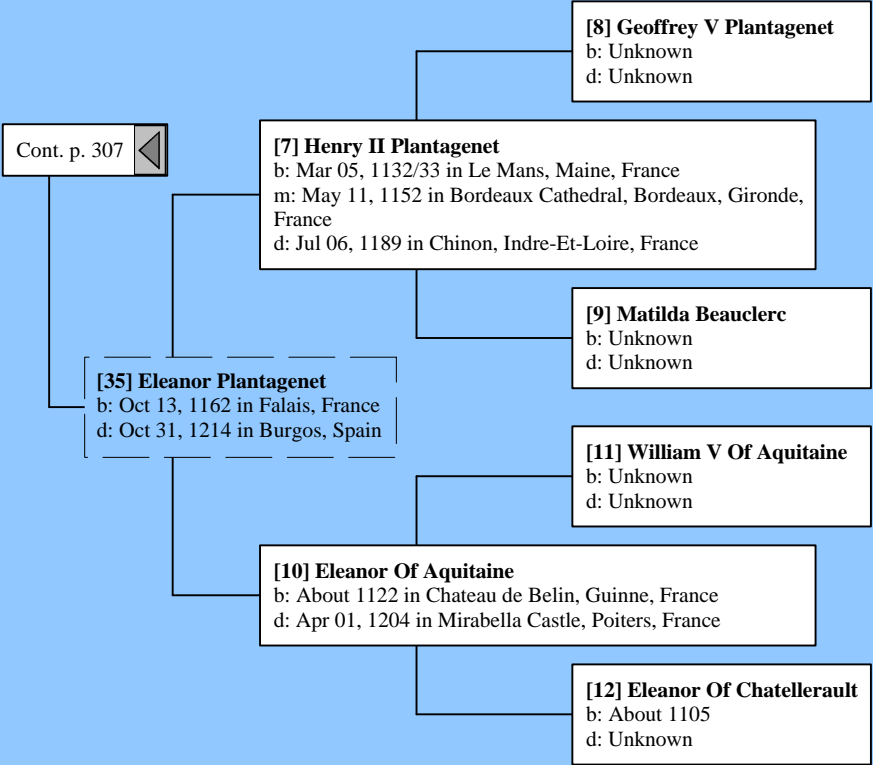 [8] Geoffrey V Plantagenet
b: Unknown
d: Unknown
Cont. p. 307
[7] Henry II Plantagenet
b: Mar 05, 1132/33 in Le Mans, Maine, France
m: May 11, 1152 in Bordeaux Cathedral, Bordeaux, Gironde,
France
d: Jul 06, 1189 in Chinon, Indre-Et-Loire, France
[9] Matilda Beauclerc
b: Unknown
d: Unknown
[35] Eleanor Plantagenet
b: Oct 13, 1162 in Falais, France
d: Oct 31, 1214 in Burgos, Spain
[11] William V Of Aquitaine
b: Unknown
d: Unknown
[10] Eleanor Of Aquitaine
b: About 1122 in Chateau de Belin, Guinne, France
d: Apr 01, 1204 in Mirabella Castle, Poiters, France
[12] Eleanor Of Chatellerault
b: About 1105
d: Unknown